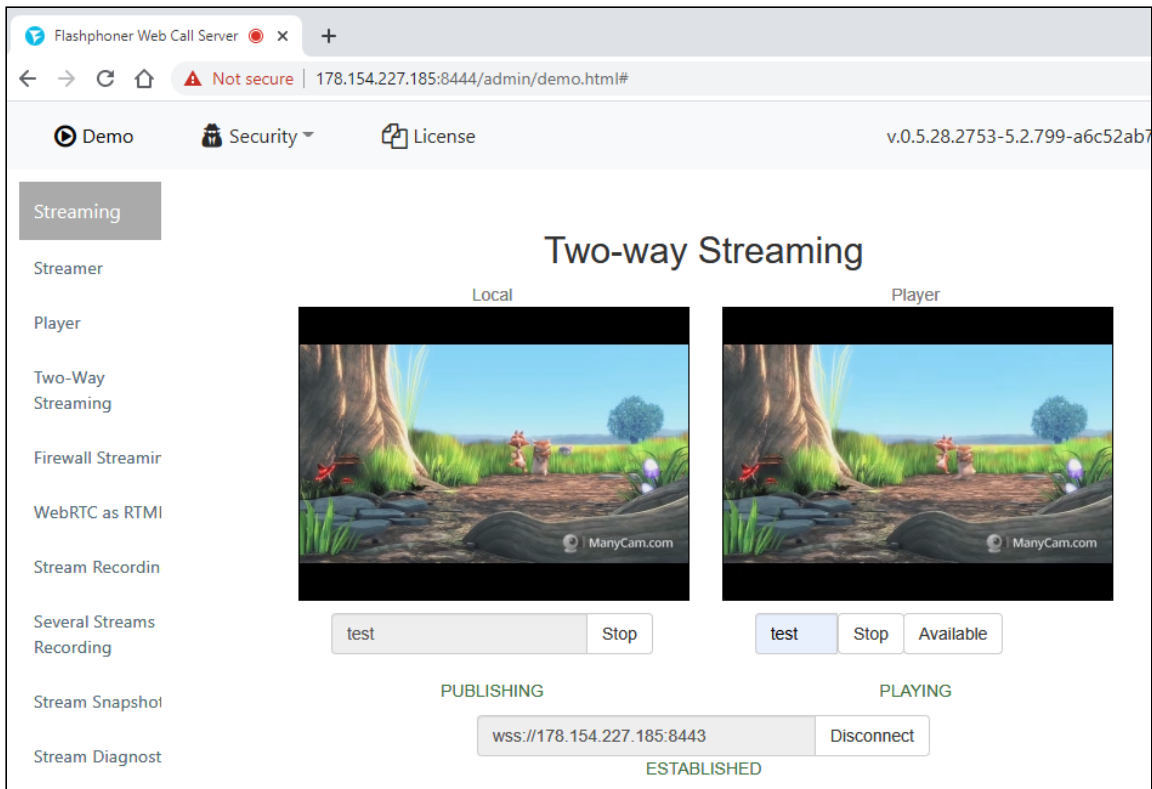 Flashphoner Web Call Server
Not secure 178.154.227.185:8444/admin/demo.html#
Demo Security License v.0.5.28.2753-5.2.799-a6c52ab7
Streaming
Streamer
Player
Two-Way
Streaming
Firewall Streamin
WebRTC as RTMI
Stream Recordin
Several Streams
Recording
Stream Snapshot
Stream Diagnost
Two-way Streaming
Local
Player
ManyCam.com
ManyCam.com
test Stop
test Stop Available
PUBLISHING
PLAYING
wss://178.154.227.185:8443 Disconnect
ESTABLISHED